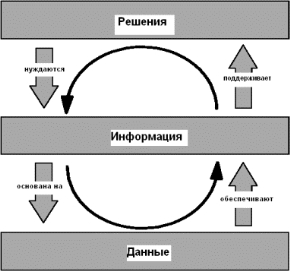 Решения
нуждаются
поддерживает
Информация
основана на
обеспечивают
Данные